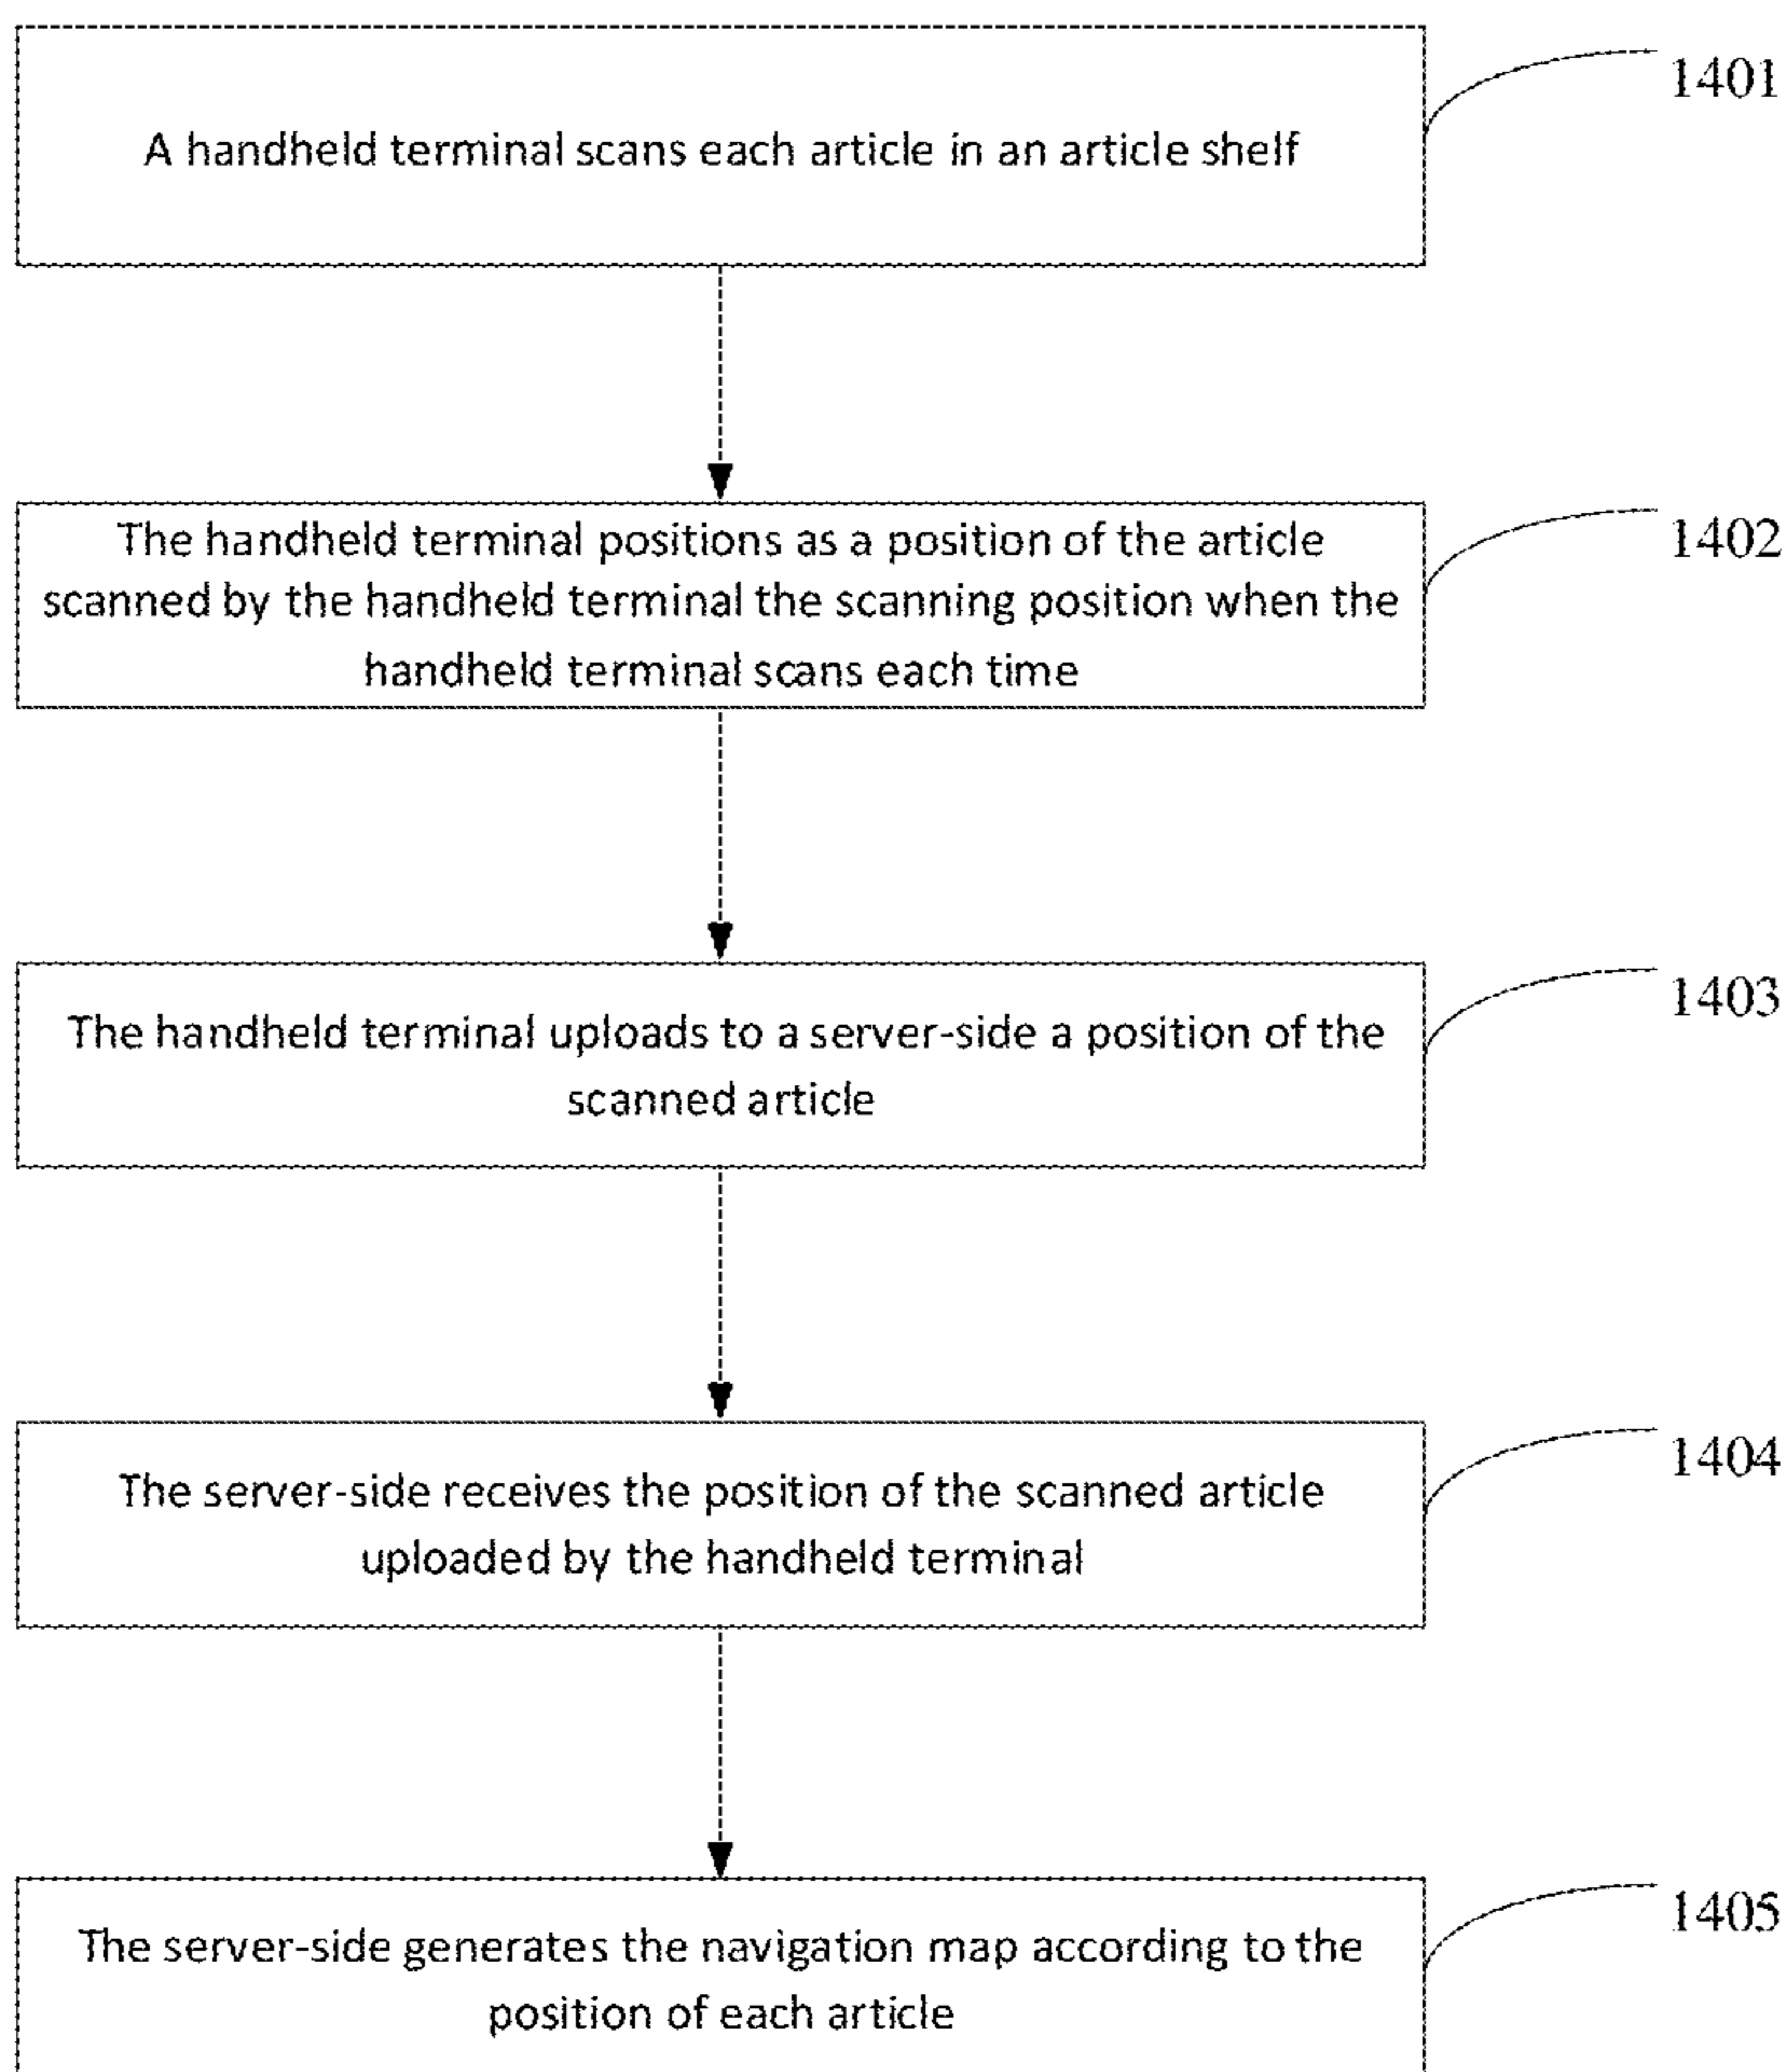 A handheld terminal scans each article in an article shelf
1401
The handheld terminal positions as a position of the article
scanned by the handheld terminal the scanning position when the
handheld terminal scans each time
1402
The handheld terminal uploads to a server-side a position of the
scanned article
1403
The server-side receives the position of the scanned article
uploaded by the handheld terminal
1404
The server-side generates the navigation map according to the
position of each article
1405